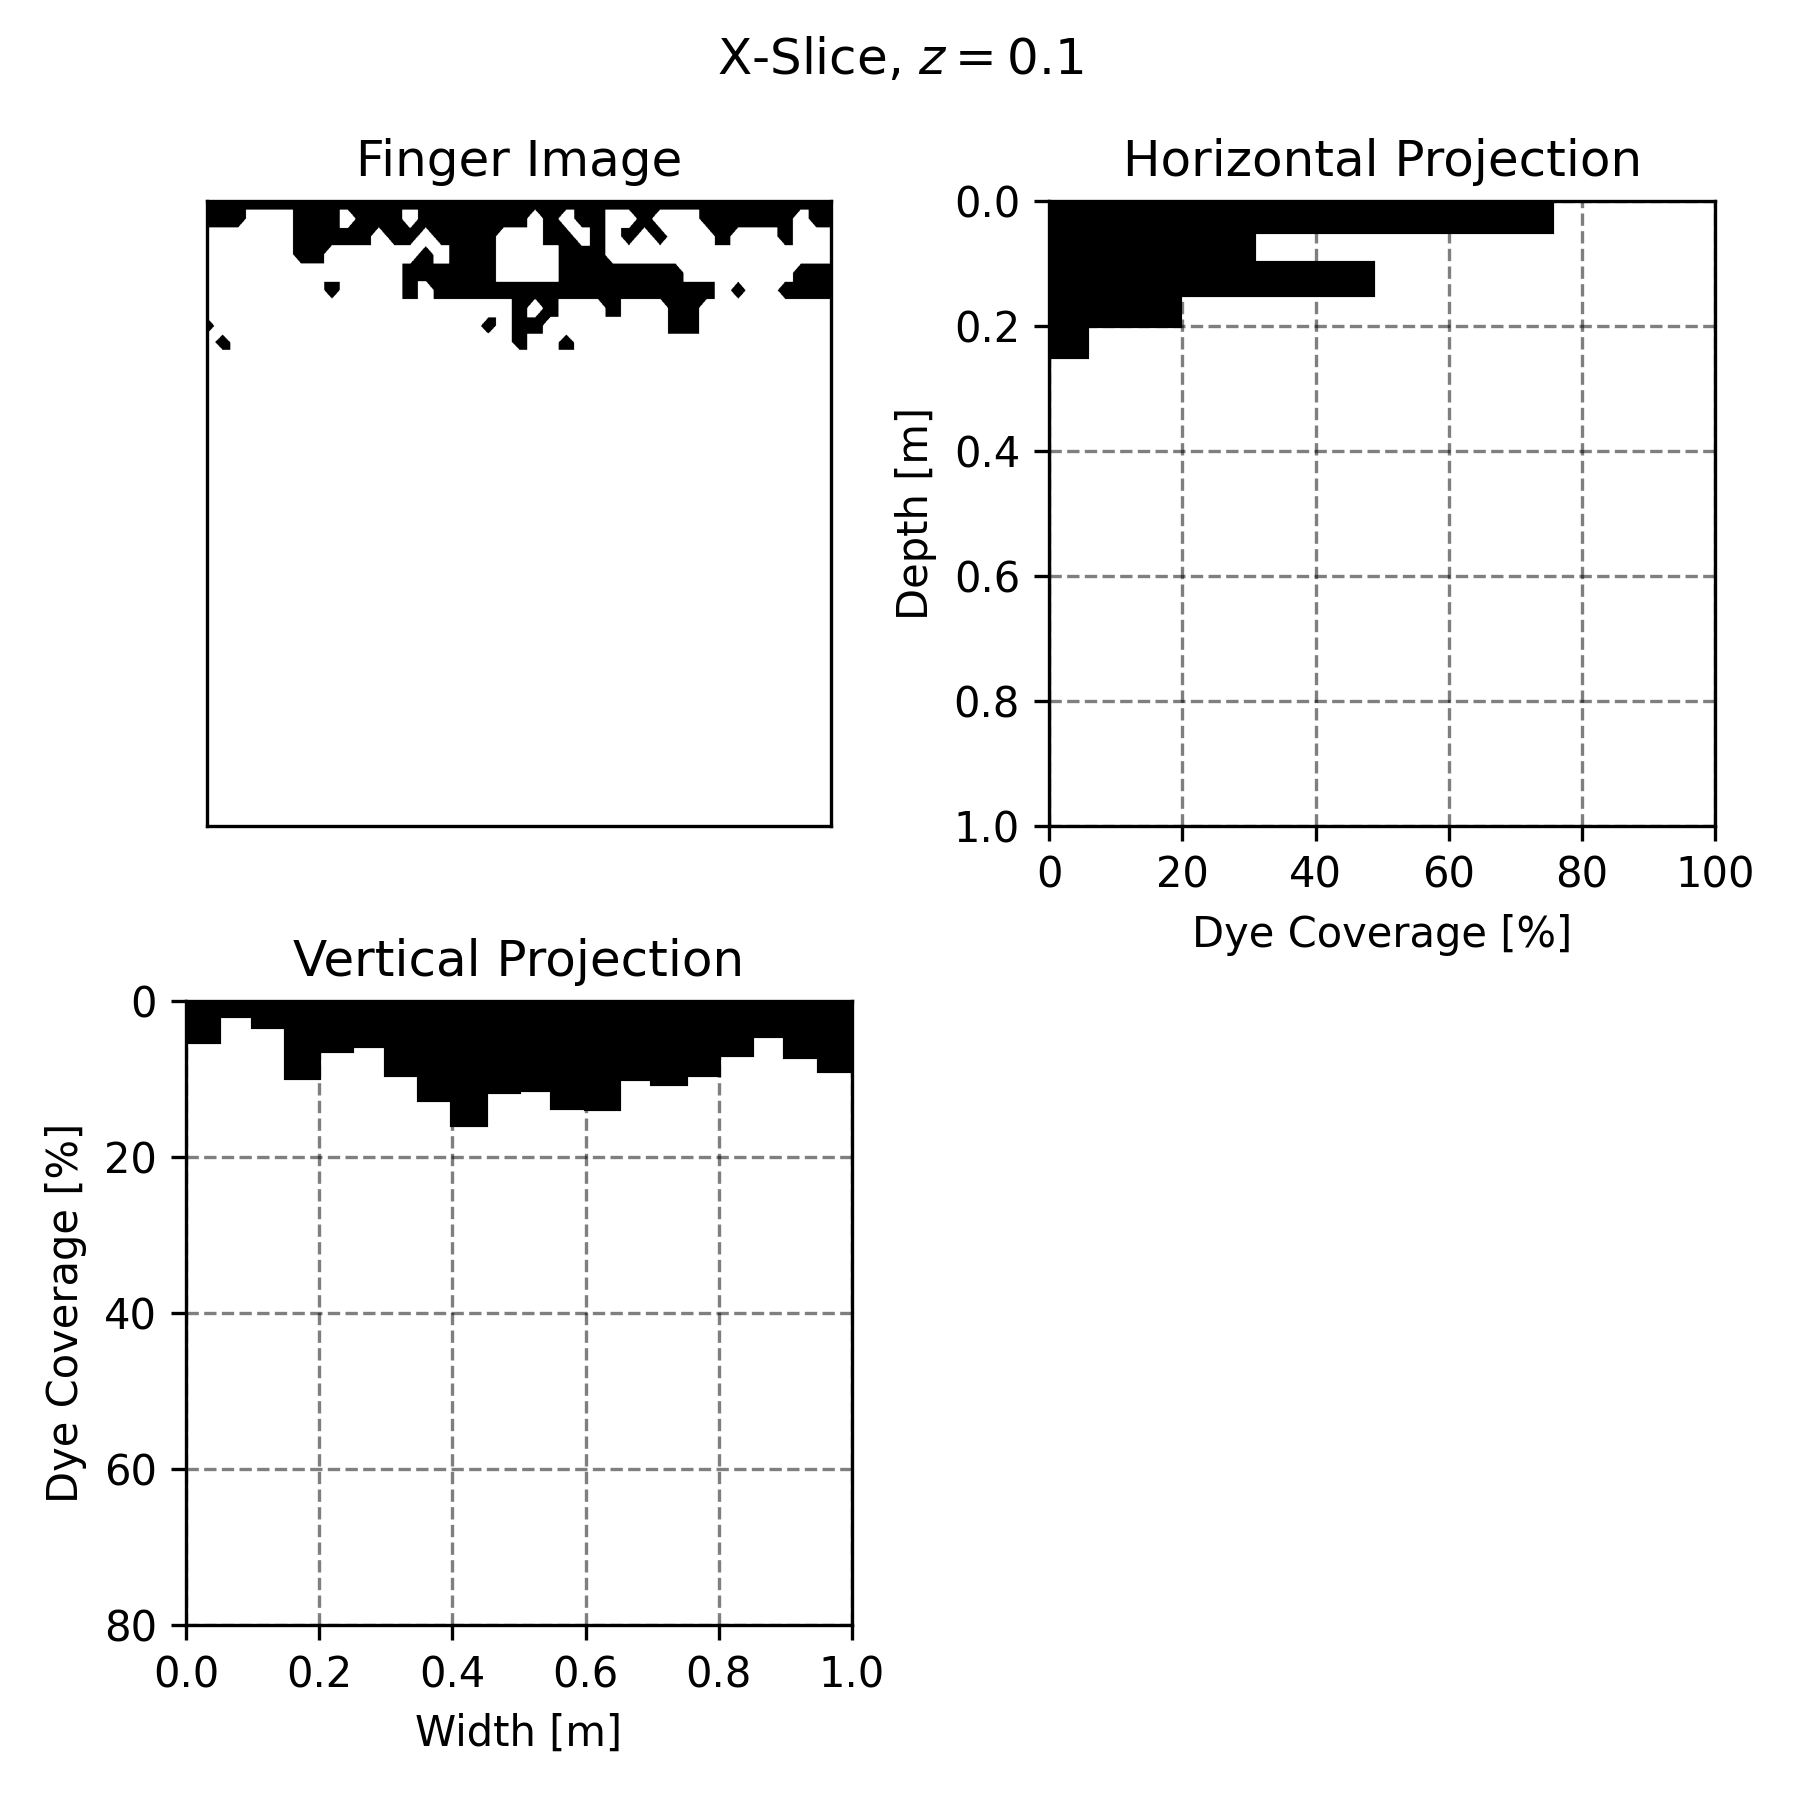 X-Slice, z = 0.1
Finger Image
Horizontal Projection
0.0
0.2
0.4
0.6
0.8
1.0
Depth [m]
0 20 40 60 80 100
Dye Coverage [%]
Vertical Projection
0
20
40
60
80
Dye Coverage [%]
0.0 0.2 0.4 0.6 0.8 1.0
Width [m]